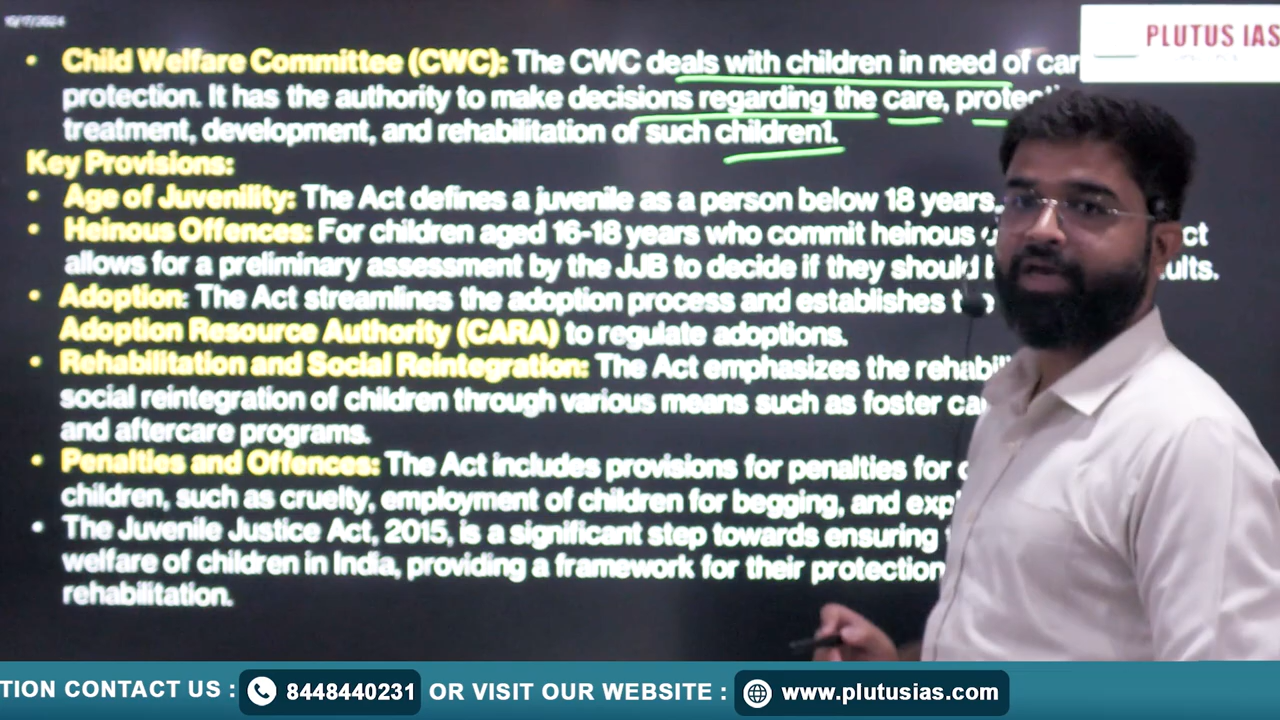 10/17/2024
PLUTUS IAS
• Child Welfare Committee (CWC): The CWC deals with children in need of
protection. It has the authority to make decisions regarding the care,
treatment, development, and rehabilitation of such children1.
Key Provisions:
• Age of Juvenility: The Act defines a juvenile as a person below 18 years.
• Heinous Offences: For children aged 16-18 years who commit heinous
allows for a preliminary assessment by the JJB to decide if they should
• Adoption: The Act streamlines the adoption process and establishes
Adoption Resource Authority (CARA) to regulate adoptions.
• Rehabilitation and Social Reintegration: The Act emphasizes the
social reintegration of children through various means such as foster
and aftercare programs.
• Penalties and Offences: The Act includes provisions for penalties for
children, such as cruelty, employment of children for begging, and
• The Juvenile Justice Act, 2015, is a significant step towards ensuring
welfare of children in India, providing a framework for their protection
rehabilitation.
TION CONTACT US : 8448440231 OR VISIT OUR WEBSITE : www.plutusias.com